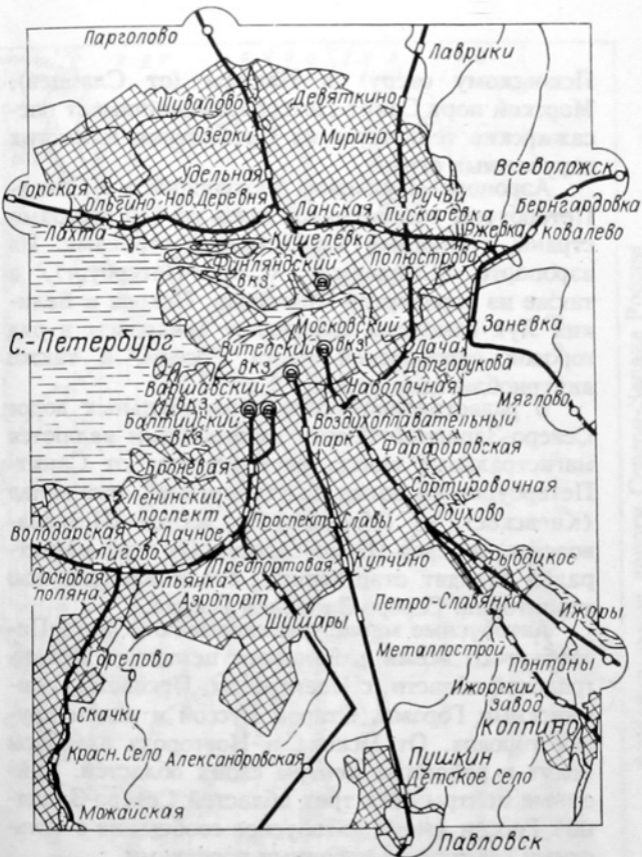 Парголово
Лаврики
Шувалово
Девяткино
Озерки
Мурино
Удельная
Всеволожск
Горская
Ольгино
Нов.Деревня
Ручьи
Бернгардовка
Лахта
Ланская
Пискаревка
Ржевка
Ковалево
Кушелевка
Финляндский
вкз.
Полюстрово
С.-Петербург
Московский
вкз.
Заневка
Витебский
вкз
Дача
Долгорукова
Варшавский
вкз.
Наволочная
Мяглово
Балтийский
вкз.
Воздухоплавательный
парк
Фарфоровская
Броневая
Сортировочная
Ленинский
проспект
Обухово
Проспект Славы
Володарская
Дачное
Лигово
Предпортовая
Купчино
Рыбацкое
Сосновая
поляна
Ульянка
Аэропорт
Петро-Славянка
Ижоры
Шушары
Металлострой
Понтоны
Горелово
Ижорский
Завод
Скачки
Колпино
Красн. Село
Александровская
Пушкин
Детское Село
Можайская
Павловск